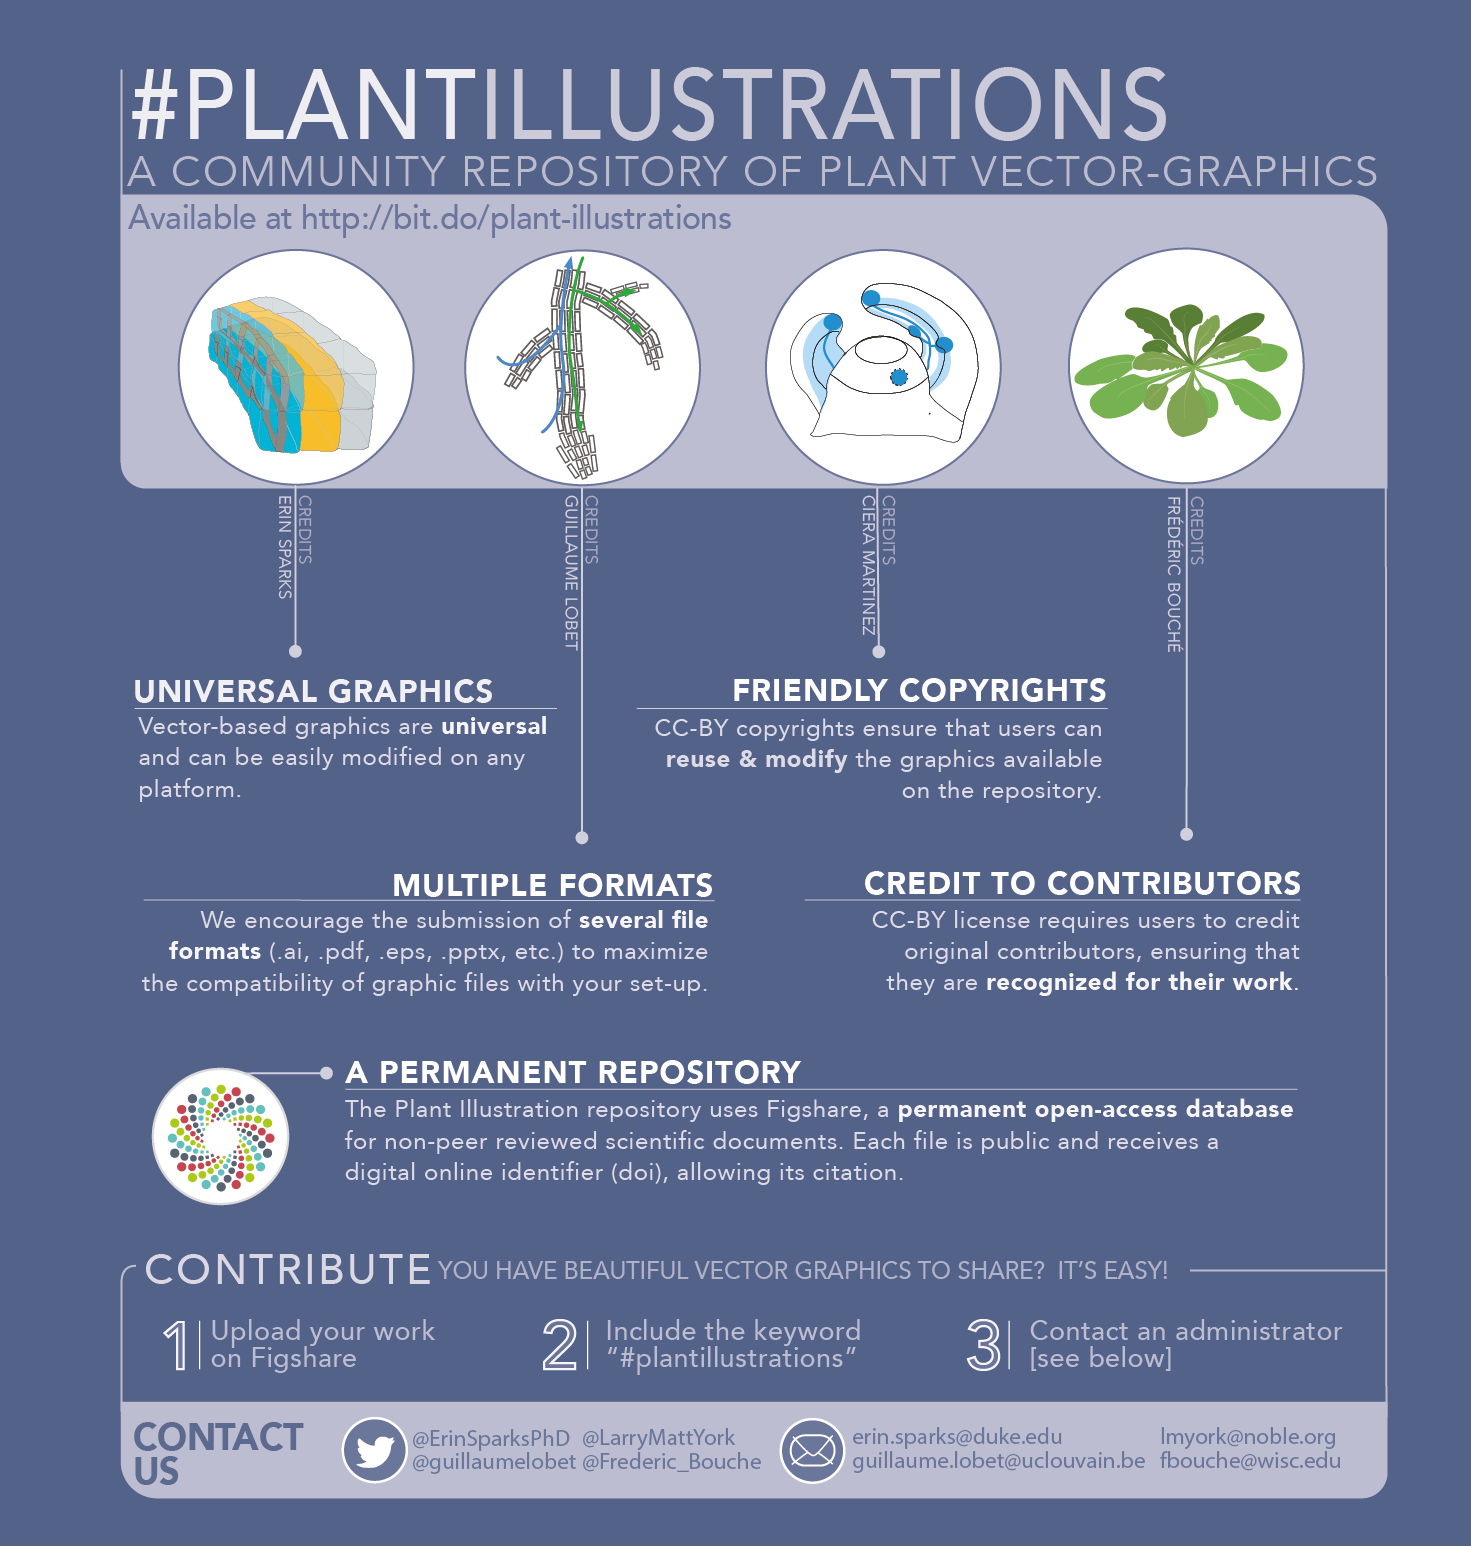 #PLANTILLUSTRATIONS
A COMMUNITY REPOSITORY OF PLANT VECTOR-GRAPHICS
Available at http://bit.do/plant-illustrations
CREDITS
ERIN SPARKS
CREDITS
GUILLAUME LOBET
CREDITS
CIERA MARTINEZ
CREDITS
FRÉDÉRIC BOUCHÉ
UNIVERSAL GRAPHICS
Vector-based graphics are universal
and can be easily modified on any
platform.
FRIENDLY COPYRIGHTS
CC-BY copyrights ensure that users can
reuse & modify the graphics available
on the repository.
MULTIPLE FORMATS
We encourage the submission of several file
formats (.ai, .pdf, .eps, .pptx, etc.) to maximize
the compatibility of graphic files with your set-up.
CREDIT TO CONTRIBUTORS
CC-BY license requires users to credit
original contributors, ensuring that
they are recognized for their work.
A PERMANENT REPOSITORY
The Plant Illustration repository uses Figshare, a permanent open-access database
for non-peer reviewed scientific documents. Each file is public and receives a
digital online identifier (doi), allowing its citation.
CONTRIBUTE YOU HAVE BEAUTIFUL VECTOR GRAPHICS TO SHARE? IT'S EASY!
1 Upload your work
on Figshare
2 Include the keyword
“#plantillustrations”
3 Contact an administrator
[see below]
CONTACT
US
@ErinSparksPhD @LarryMattYork
@guillaumelobet @Frederic_Bouche
erin.sparks@duke.edu lmyork@noble.org
guillaume.lobet@uclouvain.be fbouche@wisc.edu